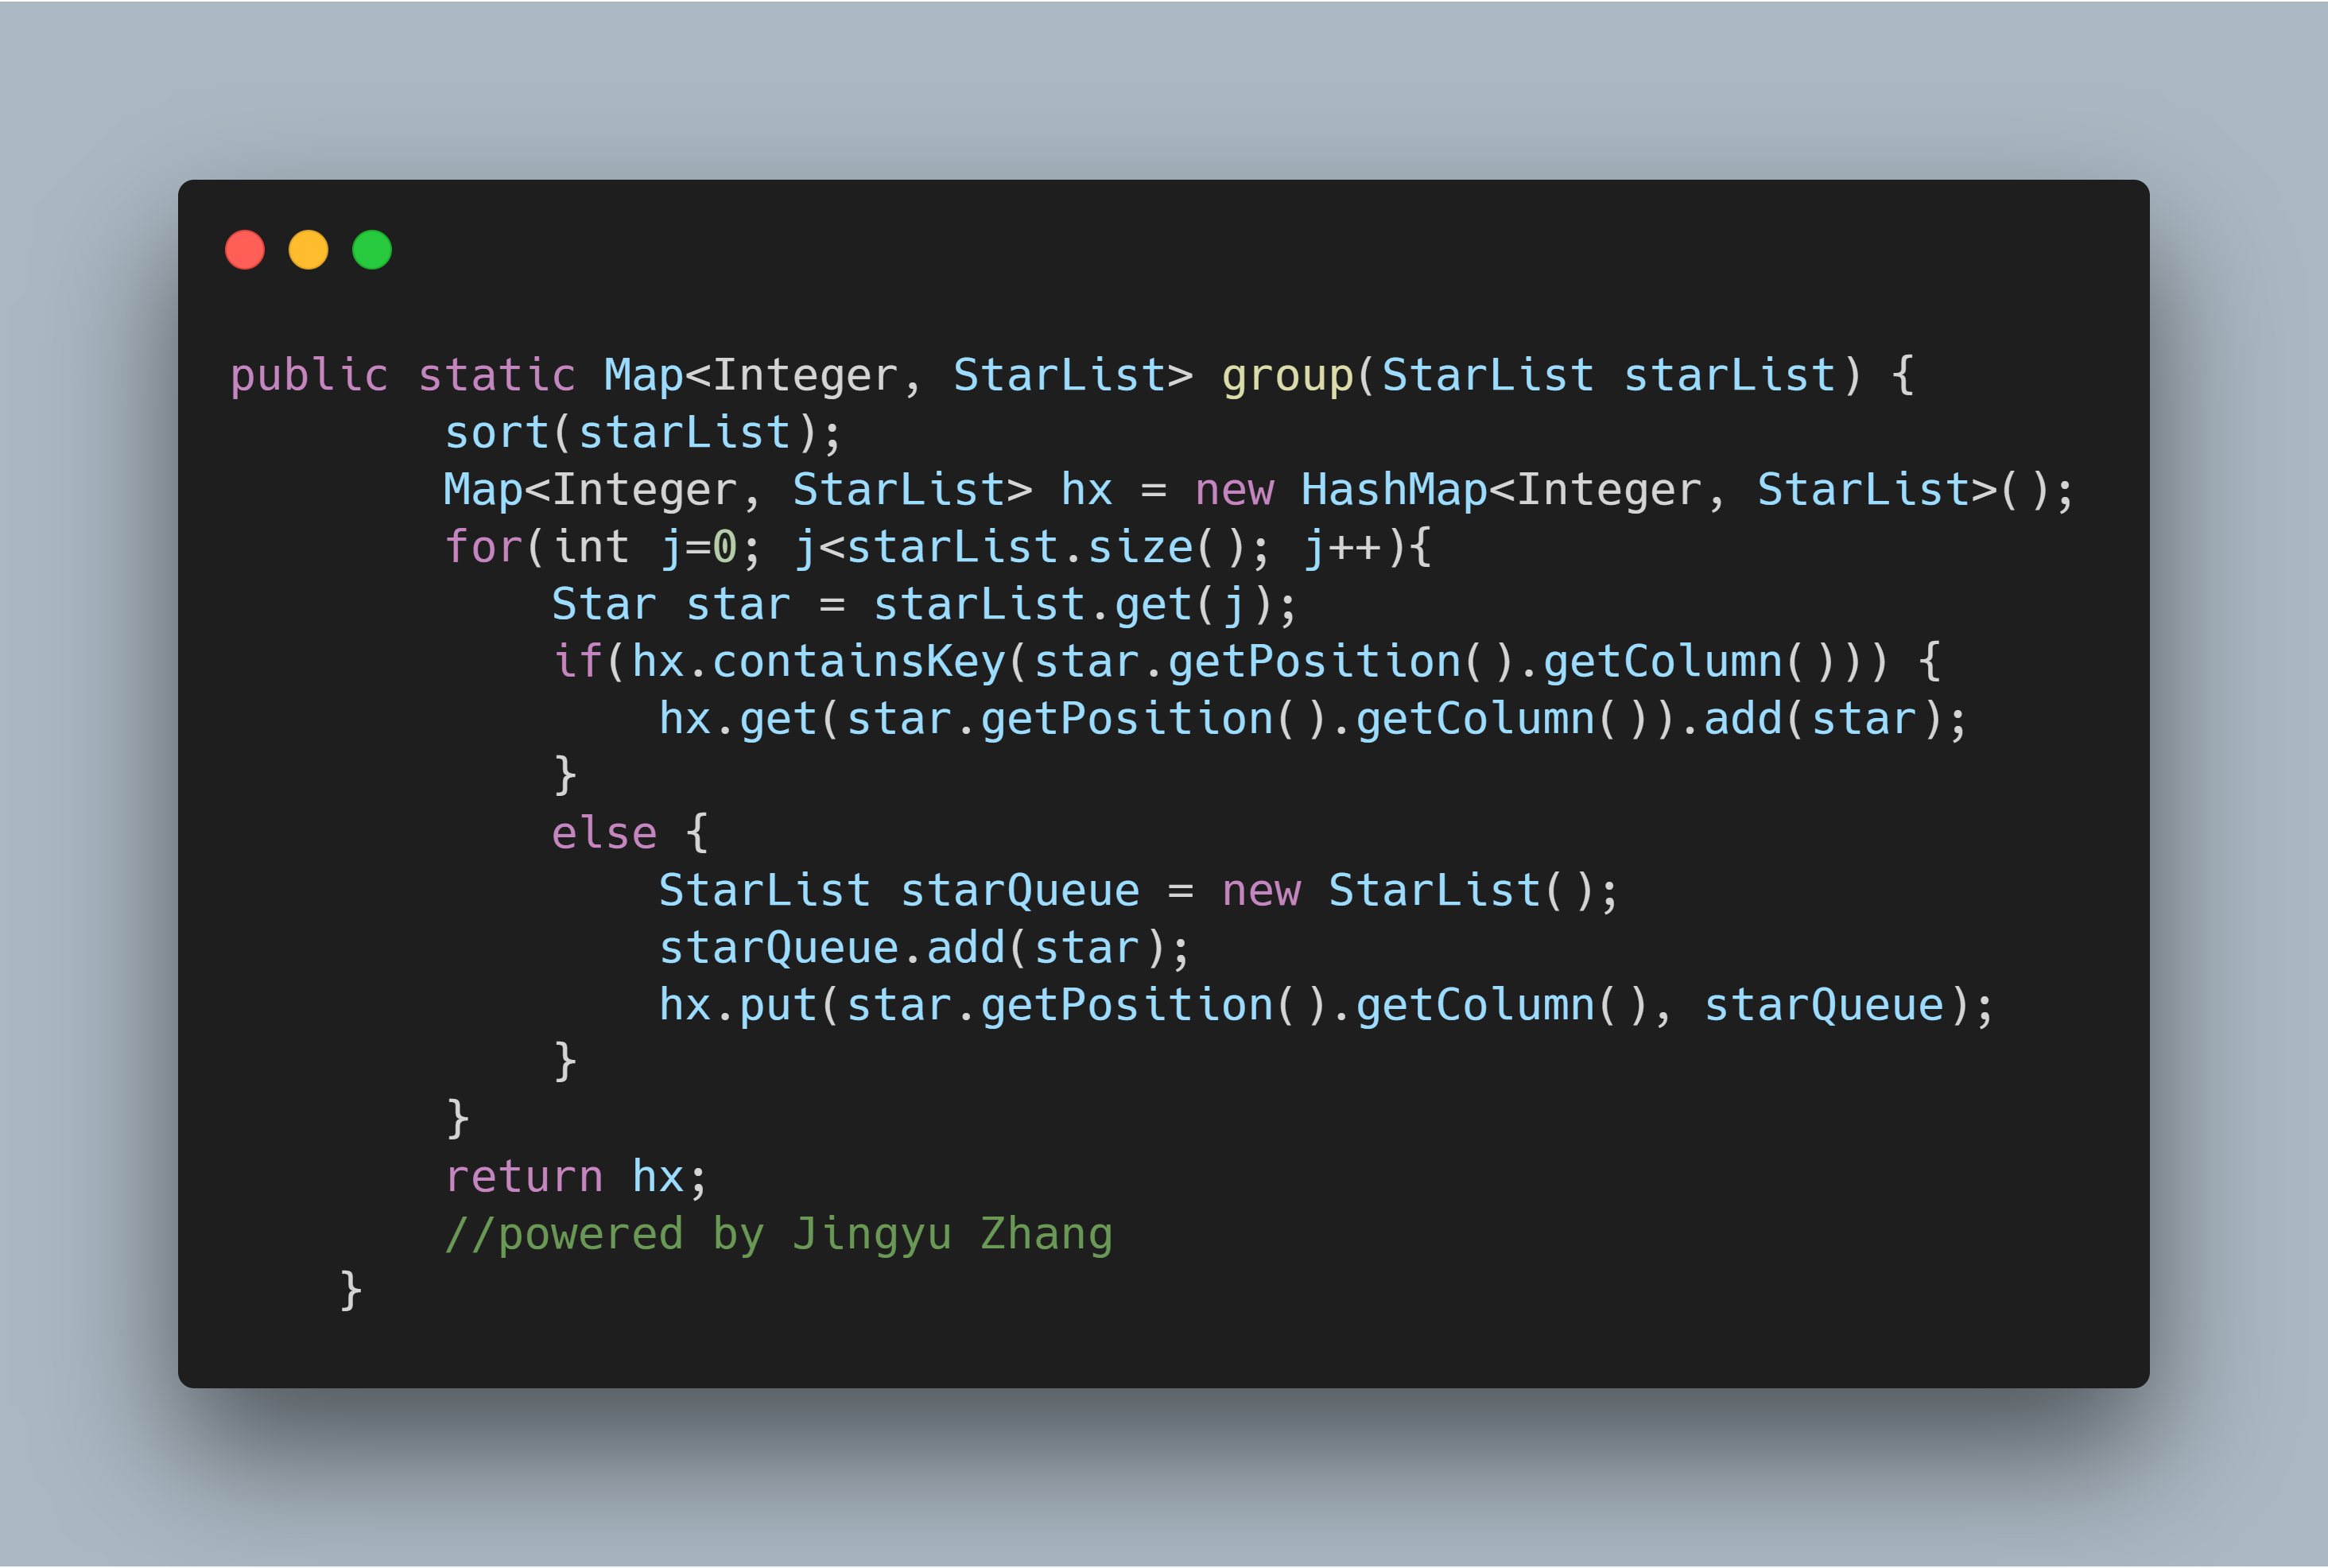 public static Map<Integer, StarList> group(StarList starList) {
        sort(starList);
        Map<Integer, StarList> hx = new HashMap<Integer, StarList>();
        for(int j=0; j<starList.size(); j++){
            Star star = starList.get(j);
            if(hx.containsKey(star.getPosition().getColumn())) {
                hx.get(star.getPosition().getColumn()).add(star);
            }
            else {
                StarList starQueue = new StarList();
                starQueue.add(star);
                hx.put(star.getPosition().getColumn(), starQueue);
            }
        }
        return hx;
        //powered by Jingyu Zhang
    }